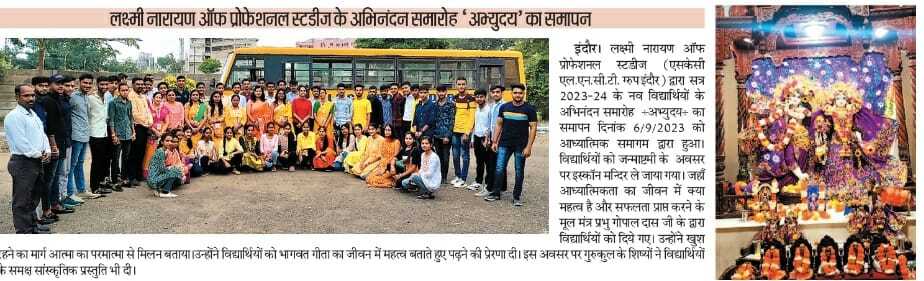 लक्ष्मी नारायण ऑफ प्रोफेशनल स्टडीज के अभिनंदन समारोह ‘अभ्युदय’ का समापन
इंदौर। लक्ष्मी नारायण ऑफ
प्रोफेशनल स्टडीज (एसकेसी
एल.एन.सी.टी. ग्रुप इंदौर) द्वारा सत्र
2023-24 के नव विद्यार्थियों के
अभिनंदन समारोह ÷अभ्युदय÷ का
समापन दिनांक 6/9/2023 को
आध्यात्मिक समागम द्वारा हुआ।
विद्यार्थियों को जन्माष्टमी के अवसर
पर इस्कॉन मन्दिर ले जाया गया। जहाँ
आध्यात्मिकता का जीवन में क्या
महत्व है और सफलता प्राप्त करने के
मूल मंत्र प्रभु गोपाल दास जी के द्वारा
विद्यार्थियों को दिये गए। उन्होंने खुश
रहने का मार्ग आत्मा का परमात्मा से मिलन बताया।उन्होंने विद्यार्थियों को भागवत गीता का जीवन में महत्व बताते हुए पढ़ने की प्रेरणा दी। इस अवसर पर गुरुकुल के शिष्यों ने विद्यार्थियों
के समक्ष सांस्कृतिक प्रस्तुति भी दी।